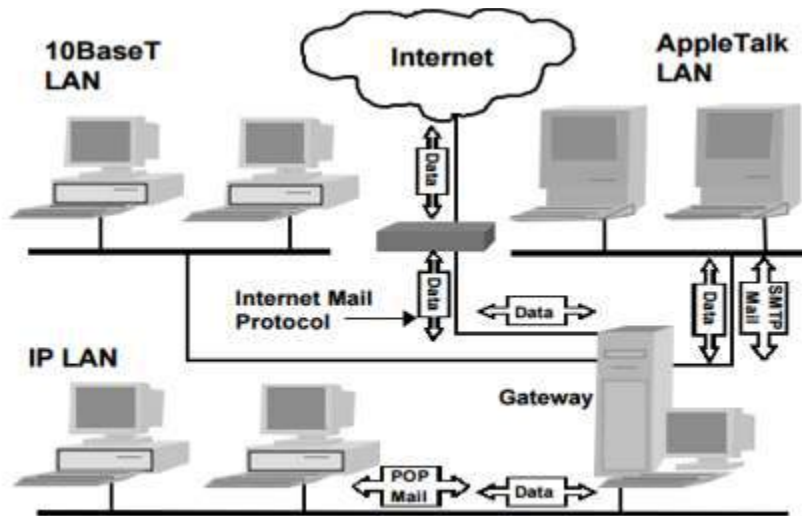 10BaseT
LAN
Internet
AppleTalk
LAN
Data
Internet Mail
Protocol
Data
Data
Data
SMTP
Mail
IP LAN
Gateway
POP
Mail
Data